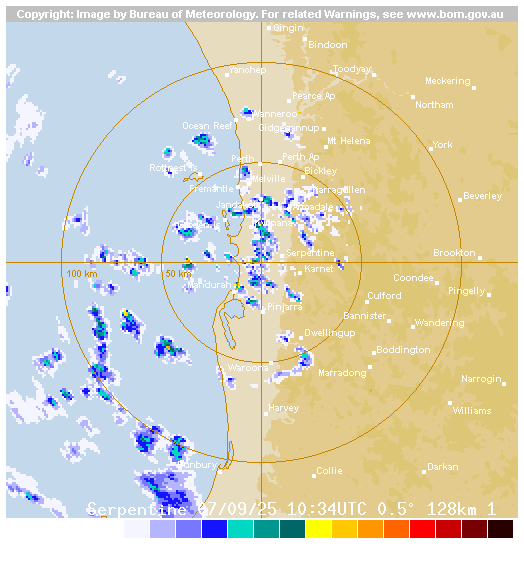 Copyright: Image by Bureau of Meteorology. For related Warnings, see www.bom.gov.au
Gingin
Bindoon
Yanchep
Toodyay
Meckering
Pearce Ap
Northam
Wanneroo
Ocean Reef
Gidgegannup
Mt Helena
York
Perth
Perth Ap
Rottnest Is
Bickley
Melville
Fremantle
Karragullen
Beverley
Jandakot
Armadale
Serpentine
Brookton
100 km
50 km
Karnet
Mandurah
Coondee
Pingelly
Culford
Pinjarra
Bannister
Wandering
Dwellingup
Boddington
Waroona
Marradong
Narrogin
Harvey
Williams
Bunbury
Collie
Darkan
Serpentine 07/09/25 10:34UTC 0.5° 128km 1